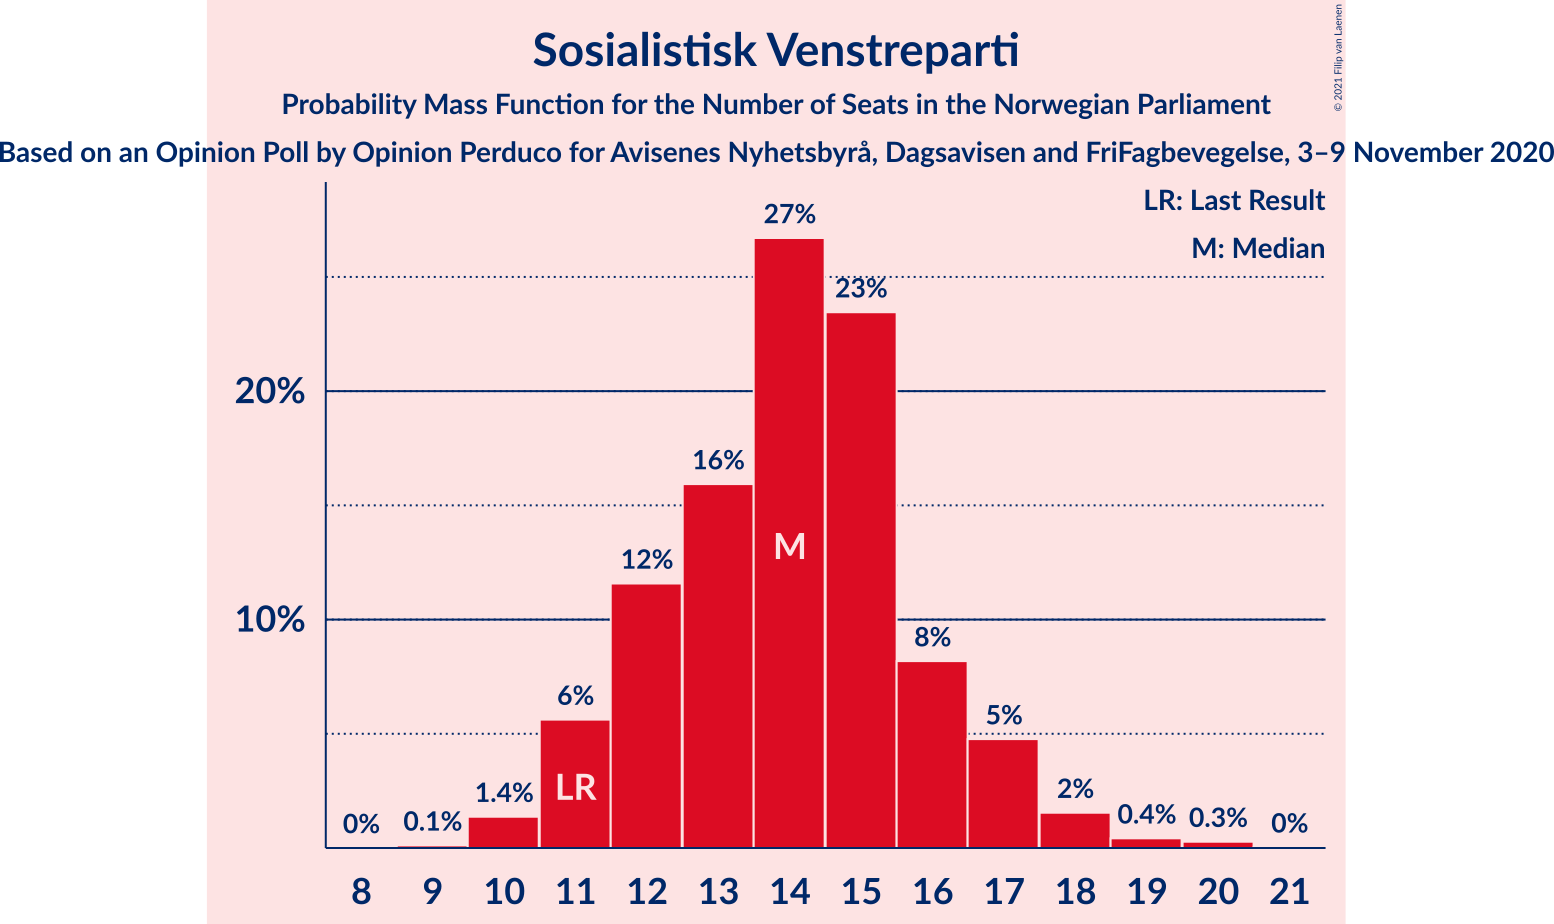 Sosialistisk Venstreparti
Probability Mass Function for the Number of Seats in the Norwegian Parliament
Based on an Opinion Poll by Opinion Perduco for Avisenes Nyhetsbyrå, Dagsavisen and FriFagbevegelse, 3–9 November 2020
© 2021 Filip van Laenen
LR: Last Result
M: Median
27%
23%
20%
16%
M
12%
10%
8%
6%
5%
LR
1.4%
2%
0%
0.1%
0.4%
0.3%
0%
8 9 10 11 12 13 14 15 16 17 18 19 20 21